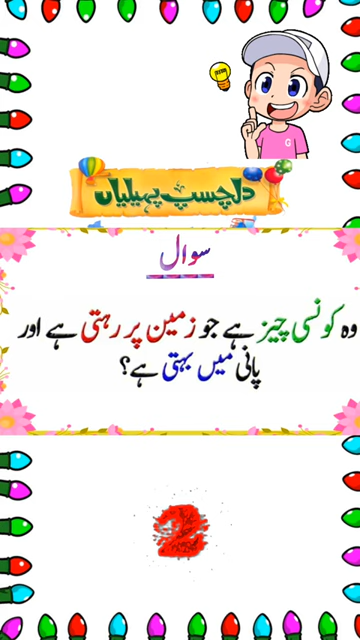 G
دلچسپ پہیلیاں
سوال
وہ کونسی چیز ہے جو زمین پر رہتی ہے اور
پانی میں بہتی ہے؟
2